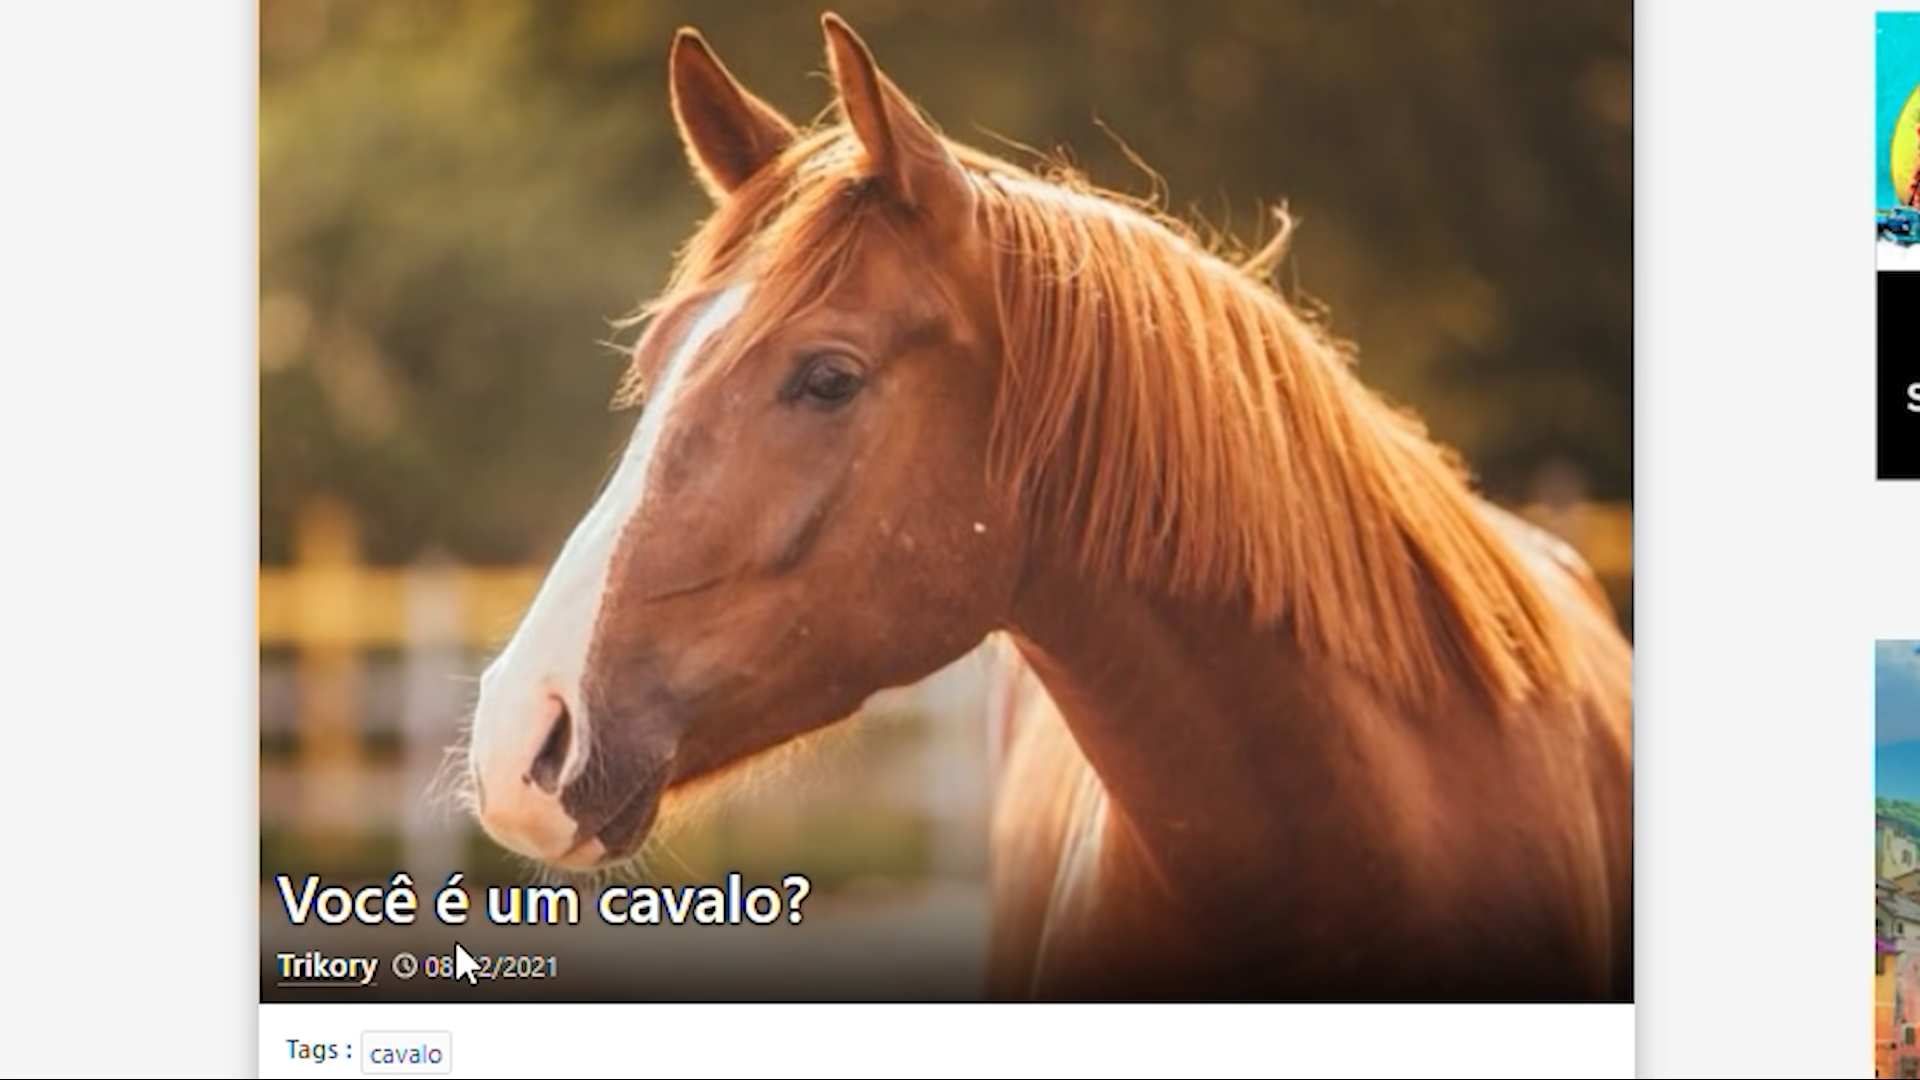 Você é um cavalo?
Trikory
Tags :
cavalo